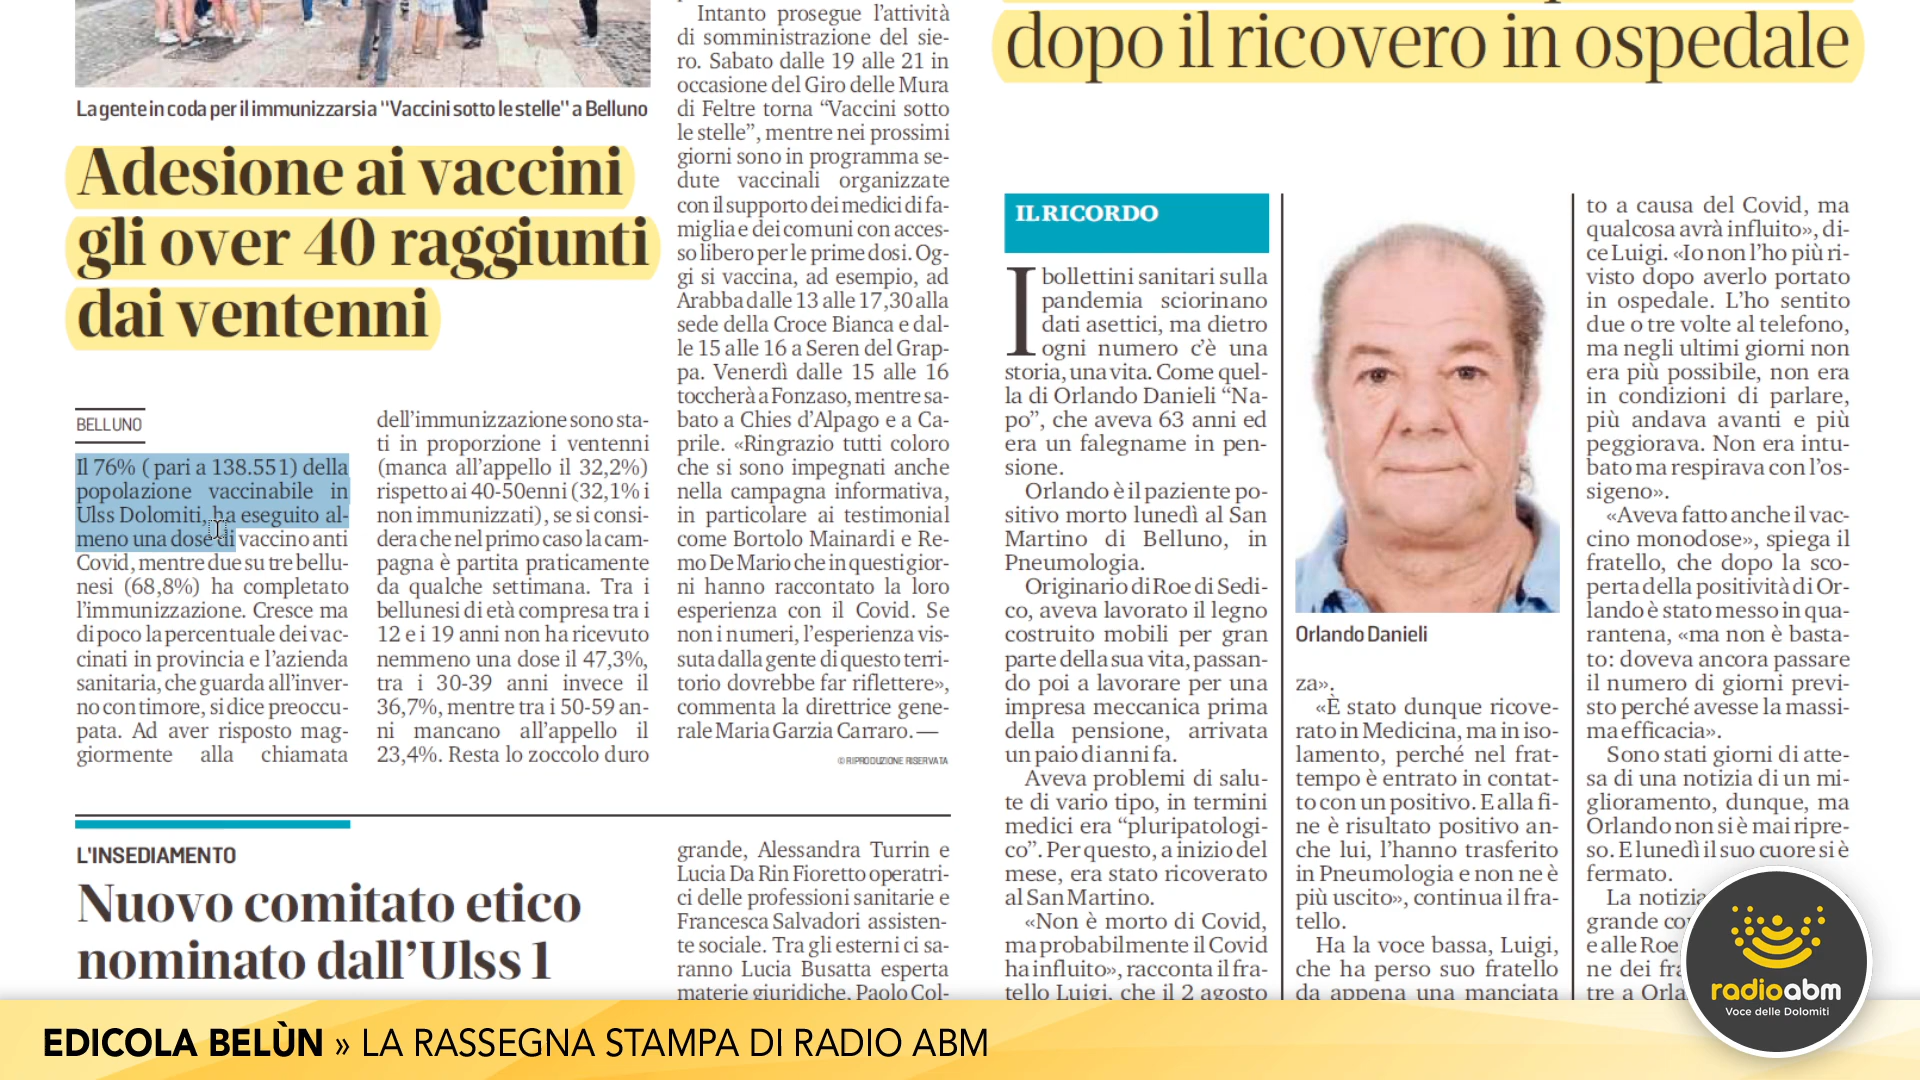 La gente in coda per il immunizzarsi a "Vaccini sotto le stelle" a Belluno
Adesione ai vaccini
gli over 40 raggiunti
dai ventenni
BELLUNO
Il 76% ( pari a 138.551) della
popolazione vaccinabile in
Ulss Dolomiti, ha eseguito al-
meno una dose di vaccino anti
Covid, mentre due su tre bellu-
nesi (68,8%) ha completato
l'immunizzazione. Cresce ma
di poco la percentuale dei vac-
cinati in provincia e l'azienda
sanitaria, che guarda all'inver-
no con timore, si dice preoccu-
pata. Ad aver risposto mag-
giormente alla chiamata
dell'immunizzazione sono sta-
ti in proporzione i ventenni
(manca all'appello il 32,2%)
rispetto ai 40-50enni (32,1% i
non immunizzati), se si consi-
dera che nel primo caso la cam-
pagna è partita praticamente
da qualche settimana. Tra i
bellunesi di età compresa tra i
12 e i 19 anni non ha ricevuto
nemmeno una dose il 47,3%,
tra i 30-39 anni invece il
36,7%, mentre tra i 50-59 an-
ni mancano all'appello il
23,4%. Resta lo zoccolo duro
Intanto prosegue l'attività
di somministrazione del sie-
ro. Sabato dalle 19 alle 21 in
occasione del Giro delle Mura
di Feltre torna "Vaccini sotto
le stelle", mentre nei prossimi
giorni sono in programma se-
dute vaccinali organizzate
con il supporto dei medici di fa-
miglia e dei comuni con acces-
so libero per le prime dosi. Og-
gi si vaccina, ad esempio, ad
Arabba dalle 13 alle 17,30 alla
sede della Croce Bianca e dal-
le 15 alle 16 a Seren del Grap-
pa. Venerdì dalle 15 alle 16
toccherà a Fonzaso, mentre sa-
bato a Chies d'Alpago e a Ca-
prile. «Ringrazio tutti coloro
che si sono impegnati anche
nella campagna informativa,
in particolare ai testimonial
come Bortolo Mainardi e Re-
mo De Mario che in questi gior-
ni hanno raccontato la loro
esperienza con il Covid. Se
non i numeri, l'esperienza vis-
suta dalla gente di questo terri-
torio dovrebbe far riflettere»,
commenta la direttrice gene-
rale Maria Garzia Carraro. —
© RIPRODUZIONE RISERVATA
L'INSEDIAMENTO
Nuovo comitato etico
nominato dall'Ulss 1
grande, Alessandra Turrin e
Lucia Da Rin Fioretto operatri-
ci delle professioni sanitarie e
Francesca Salvadori assisten-
te sociale. Tra gli esterni ci sa-
ranno Lucia Busatta esperta
materie giuridiche, Paolo Col-
dopo il ricovero in ospedale
IL RICORDO
I bollettini sanitari sulla
pandemia sciorinano
dati asettici, ma dietro
ogni numero c'è una
storia, una vita. Come quel-
la di Orlando Danieli "Na-
po", che aveva 63 anni ed
era un falegname in pen-
sione.
Orlando è il paziente po-
sitivo morto lunedì al San
Martino di Belluno, in
Pneumologia.
Originario di Roe di Sedi-
co, aveva lavorato il legno
costruito mobili per gran
parte della sua vita, passan-
do poi a lavorare per una
impresa meccanica prima
della pensione, arrivata
un paio di anni fa.
Aveva problemi di salu-
te di vario tipo, in termini
medici era "pluripatologi-
co". Per questo, a inizio del
mese, era stato ricoverato
al San Martino.
«Non è morto di Covid,
ma probabilmente il Covid
ha influito», racconta il fra-
tello Luigi, che il 2 agosto
Orlando Danieli
za».
«È stato dunque ricove-
rato in Medicina, ma in iso-
lamento, perché nel frat-
tempo è entrato in contat-
to con un positivo. E alla fi-
ne è risultato positivo an-
che lui, l'hanno trasferito
in Pneumologia e non ne è
più uscito», continua il fra-
tello.
Ha la voce bassa, Luigi,
che ha perso suo fratello
da appena una manciata
to a causa del Covid, ma
qualcosa avrà influito», di-
ce Luigi. «Io non l'ho più ri-
visto dopo averlo portato
in ospedale. L'ho sentito
due o tre volte al telefono,
ma negli ultimi giorni non
era più possibile, non era
in condizioni di parlare,
più andava avanti e più
peggiorava. Non era intu-
bato ma respirava con l'os-
sigeno».
«Aveva fatto anche il vac-
cino monodose», spiega il
fratello, che dopo la sco-
perta della positività di Or-
lando è stato messo in qua-
rantena, «ma non è basta-
to: doveva ancora passare
il numero di giorni previ-
sto perché avesse la massi-
ma efficacia».
Sono stati giorni di atte-
sa di una notizia di un mi-
glioramento, dunque, ma
Orlando non si è mai ripre-
so. E lunedì il suo cuore si è
fermato.
La notizia
grande
e alle Roe
ne dei
tre a
radioabm
Voce delle Dolomiti
EDICOLA BELÙN » LA RASSEGNA STAMPA DI RADIO ABM